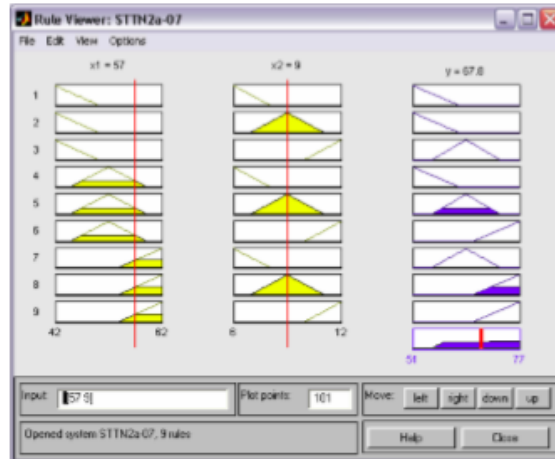 Rule Viewer: STTN2a-07
File Edit View Options
x1 = 57 x2 = 9 y = 67.8
1
2
3
4
5
6
7
8
9
42 62 6 12
51 77
Input: [57 9] Plot points: 101 Move: left right down up
Opened system STTN2a-07, 9 rules Help Close